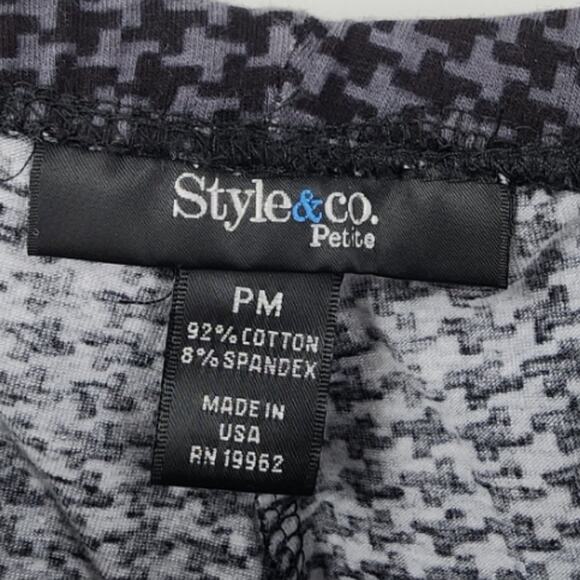 Style&co.
Petite
PM
92% COTTON
8% SPANDEX
MADE IN
USA
RN 19962